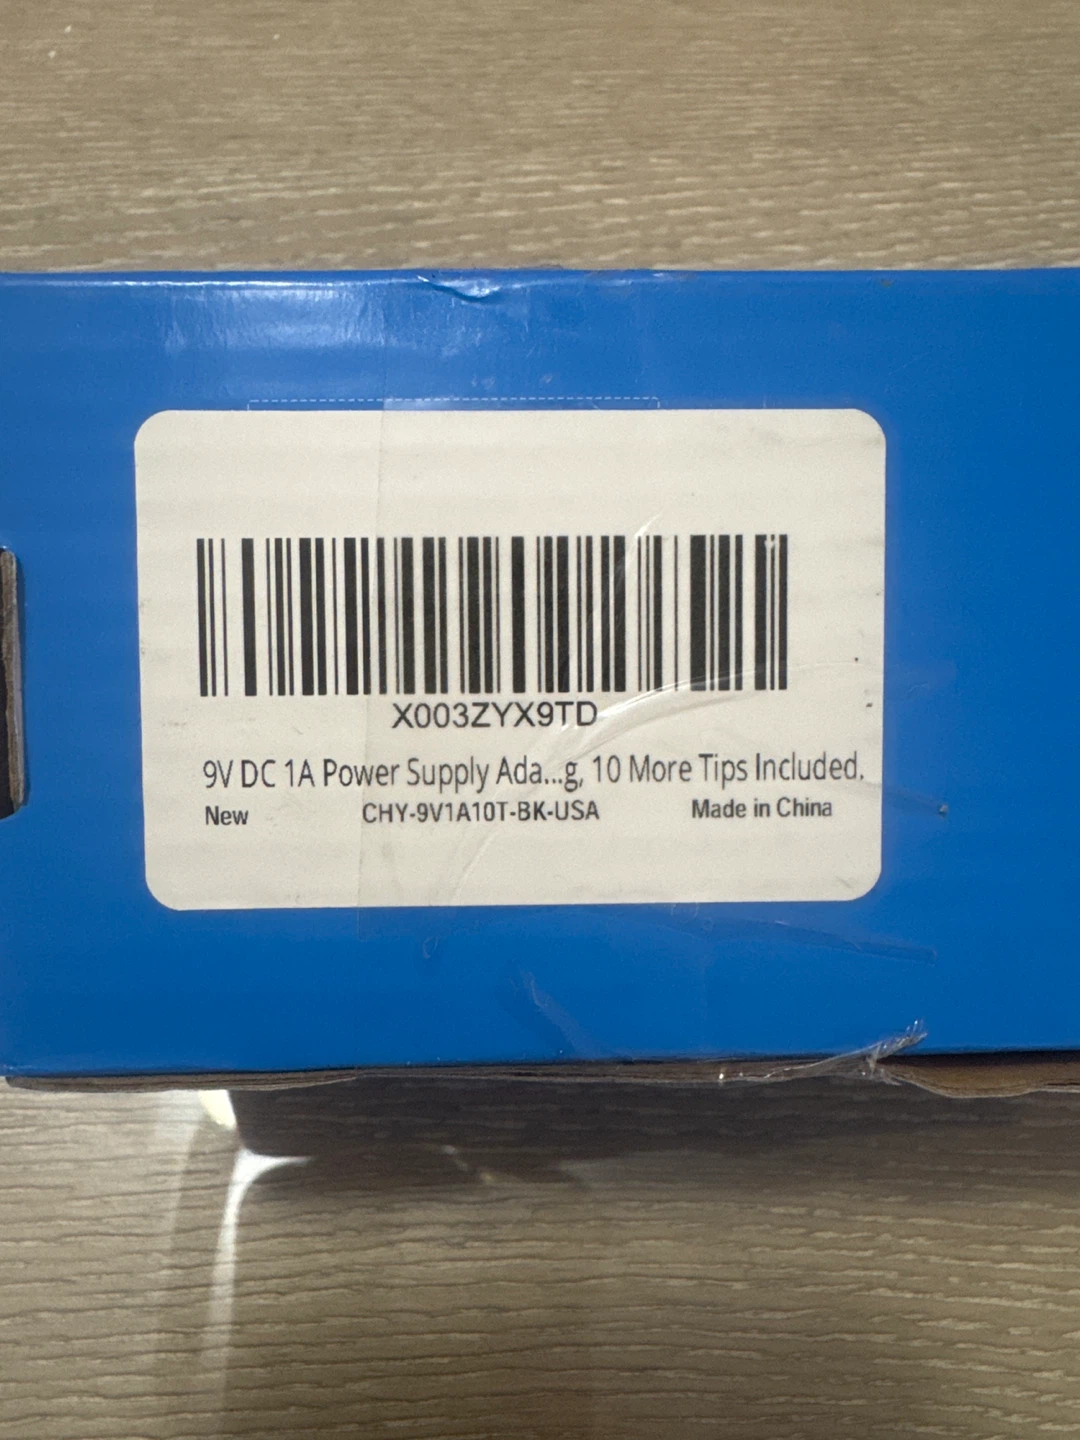 X003ZYX9TD
9V DC 1A Power Supply Ada...g, 10 More Tips Included.
New CHY-9V1A10T-BK-USA Made in China